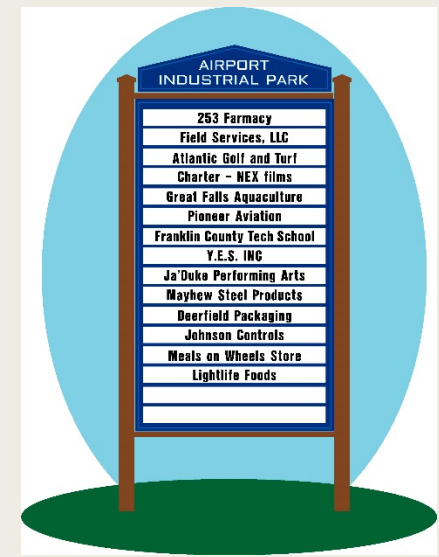 AIRPORT
INDUSTRIAL PARK
253 Farmacy
Field Services, LLC
Atlantic Golf and Turf
Charter - NEX films
Great Falls Aquaculture
Pioneer Aviation
Franklin County Tech School
Y.E.S. INC
Ja'Duke Performing Arts
Mayhew Steel Products
Deerfield Packaging
Johnson Controls
Meals on Wheels Store
Lightlife Foods